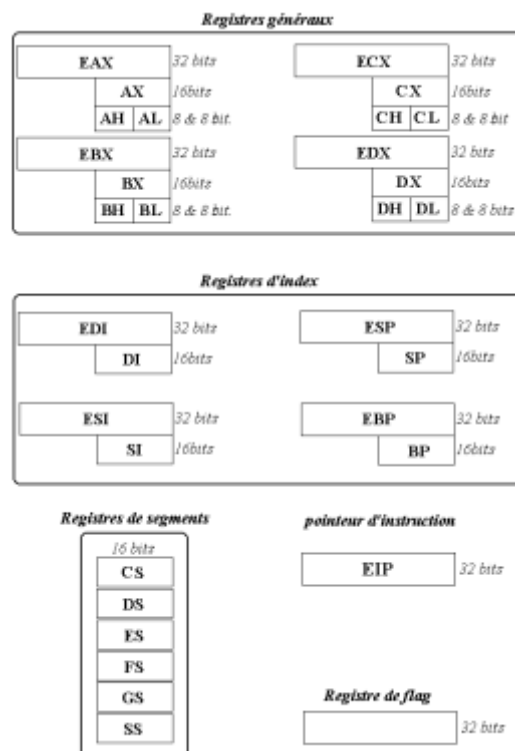 Registres généraux
EAX 32 bits ECX 32 bits
AX 16bits CX 16bits
AH AL 8 & 8 bit. CH CL 8 & 8 bit
EBX 32 bits EDX 32 bits
BX 16bits DX 16bits
BH BL 8 & 8 bit. DH DL 8 & 8 bits
Registres d'index
EDI 32 bits ESP 32 bits
DI 16bits SP 16bits
ESI 32 bits EBP 32 bits
SI 16bits BP 16bits
Registres de segments pointeur d'instruction
16 bits
CS EIP 32 bits
DS
ES
FS
GS Registre de flag
SS 32 bits